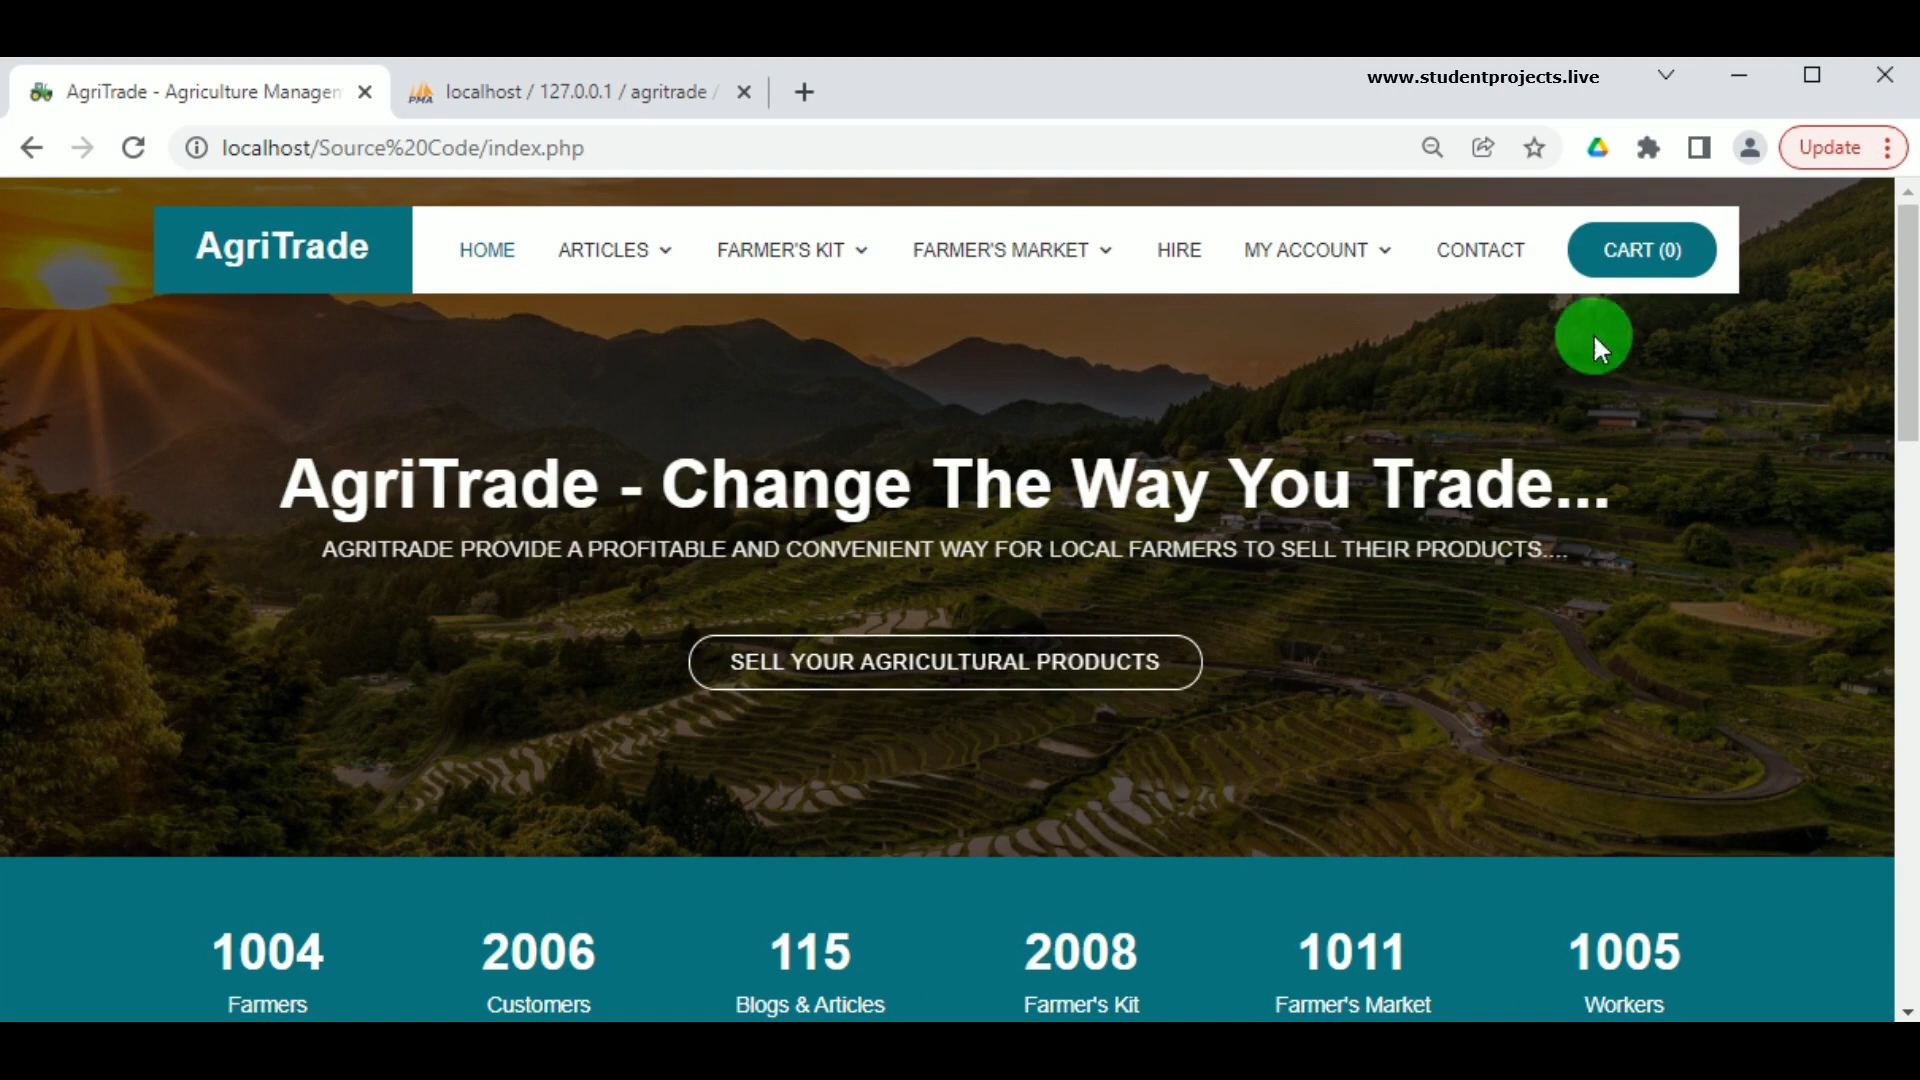 www.studentprojects.live
AgriTrade - Agriculture Managem
PMA localhost / 127.0.0.1 / agritrade /
localhost/Source%20Code/index.php
Update
AgriTrade
HOME ARTICLES FARMER'S KIT FARMER'S MARKET HIRE MY ACCOUNT CONTACT CART (0)
AgriTrade - Change The Way You Trade...
AGRITRADE PROVIDE A PROFITABLE AND CONVENIENT WAY FOR LOCAL FARMERS TO SELL THEIR PRODUCTS....
SELL YOUR AGRICULTURAL PRODUCTS
1004 2006 115 2008 1011 1005
Farmers Customers Blogs & Articles Farmer's Kit Farmer's Market Workers